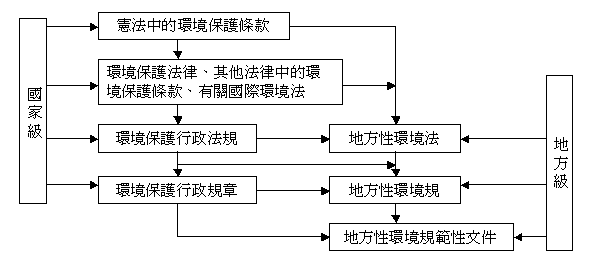 憲法中的環境保護條款
環境保護法律、其他法律中的環
境保護條款、有關國際環境法
國家級
環境保護行政法規
地方性環境法
地方級
環境保護行政規章
地方性環境規
地方性環境規範性文件